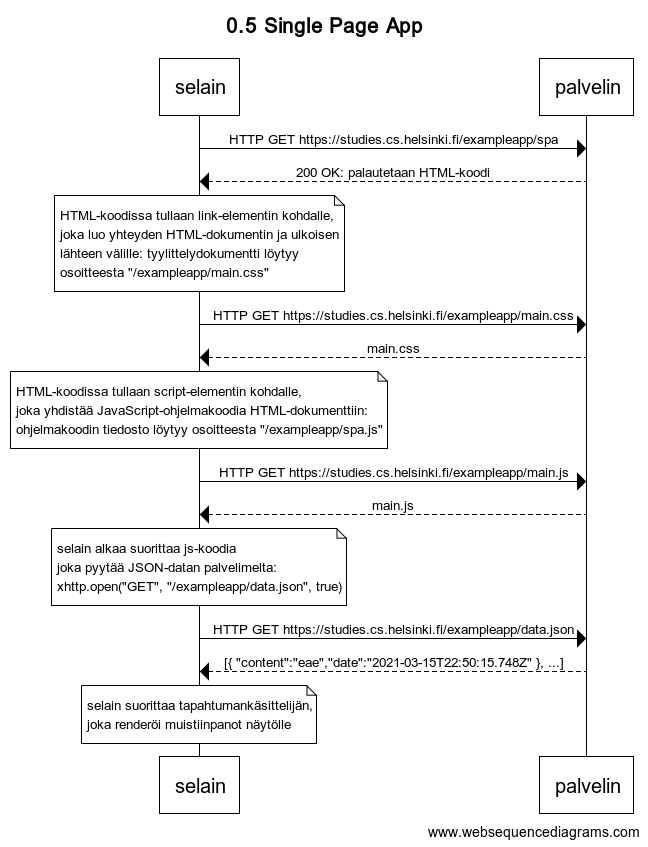 0.5 Single Page App
selain
palvelin
HTTP GET https://studies.cs.helsinki.fi/exampleapp/spa
200 OK: palautetaan HTML-koodi
HTML-koodissa tullaan link-elementin kohdalle,
joka luo yhteyden HTML-dokumentin ja ulkoisen
lähteen välille: tyylittelydokumentti löytyy
osoitteesta "/exampleapp/main.css"
HTTP GET https://studies.cs.helsinki.fi/exampleapp/main.css
main.css
HTML-koodissa tullaan script-elementin kohdalle,
joka yhdistää JavaScript-ohjelmakoodia HTML-dokumenttiin:
ohjelmakoodin tiedosto löytyy osoitteesta "/exampleapp/spa.js"
HTTP GET https://studies.cs.helsinki.fi/exampleapp/main.js
main.js
selain alkaa suorittaa js-koodia
joka pyytää JSON-datan palvelimelta:
xhttp.open("GET", "/exampleapp/data.json", true)
HTTP GET https://studies.cs.helsinki.fi/exampleapp/data.json
[{ "content":"eae","date":"2021-03-15T22:50:15.748Z" }, ...]
selain suorittaa tapahtumankäsittelijän,
joka renderöi muistiinpanot näytölle
selain
palvelin
www.websequencediagrams.com